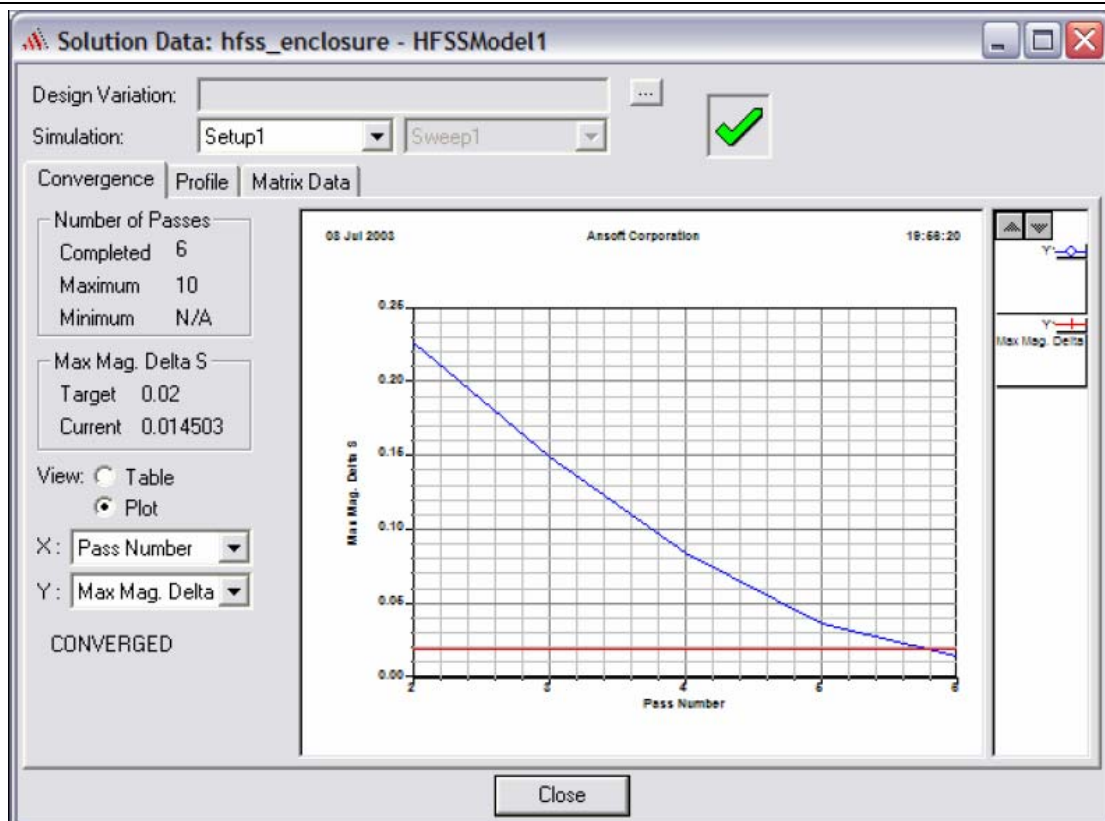 Solution Data: hfss_enclosure - HFSSModel1
Design Variation:
...
Simulation: Setup1 Sweep1
Convergence Profile Matrix Data
Number of Passes
Completed 6
Maximum 10
Minimum N/A
Max Mag. Delta S
Target 0.02
Current 0.014503
View: Table
Plot
X: Pass Number
Y: Max Mag. Delta
CONVERGED
08 Jul 2003 Ansoft Corporation 19:56:20
0.25
0.20
0.15
0.10
0.05
0.00
Max Mag. Delta S
2 3 4 5 6
Pass Number
Y:
Y:
Max Mag. Delta
Close